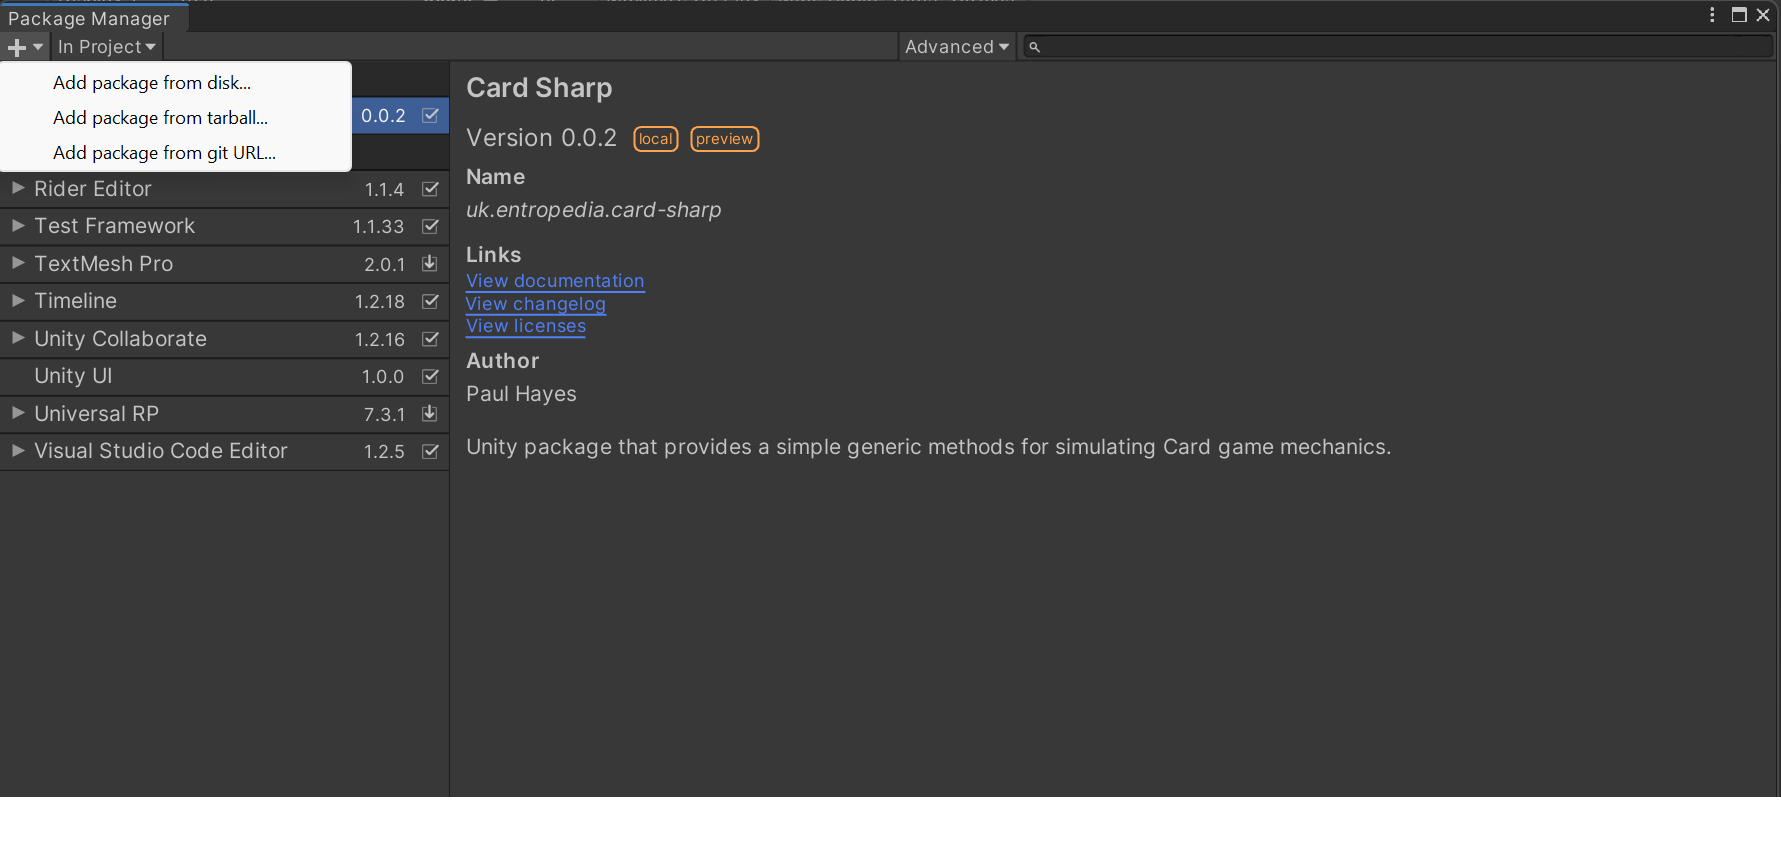 Package Manager
In Project
Advanced
Add package from disk...
Add package from tarball...
Add package from git URL...
0.0.2
Rider Editor 1.1.4
Test Framework 1.1.33
TextMesh Pro 2.0.1
Timeline 1.2.18
Unity Collaborate 1.2.16
Unity UI 1.0.0
Universal RP 7.3.1
Visual Studio Code Editor 1.2.5
Card Sharp
Version 0.0.2 local preview
Name
uk.entropedia.card-sharp
Links
View documentation
View changelog
View licenses
Author
Paul Hayes
Unity package that provides a simple generic methods for simulating Card game mechanics.